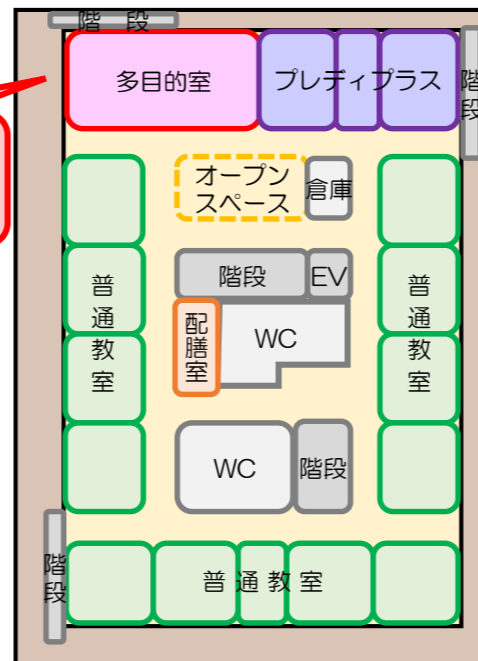 階 段
多目的室
プレディプラス
階段
オープン
スペース
倉庫
階段
EV
普通教室
配膳室
WC
普通教室
WC
階段
階段
普 通 教 室